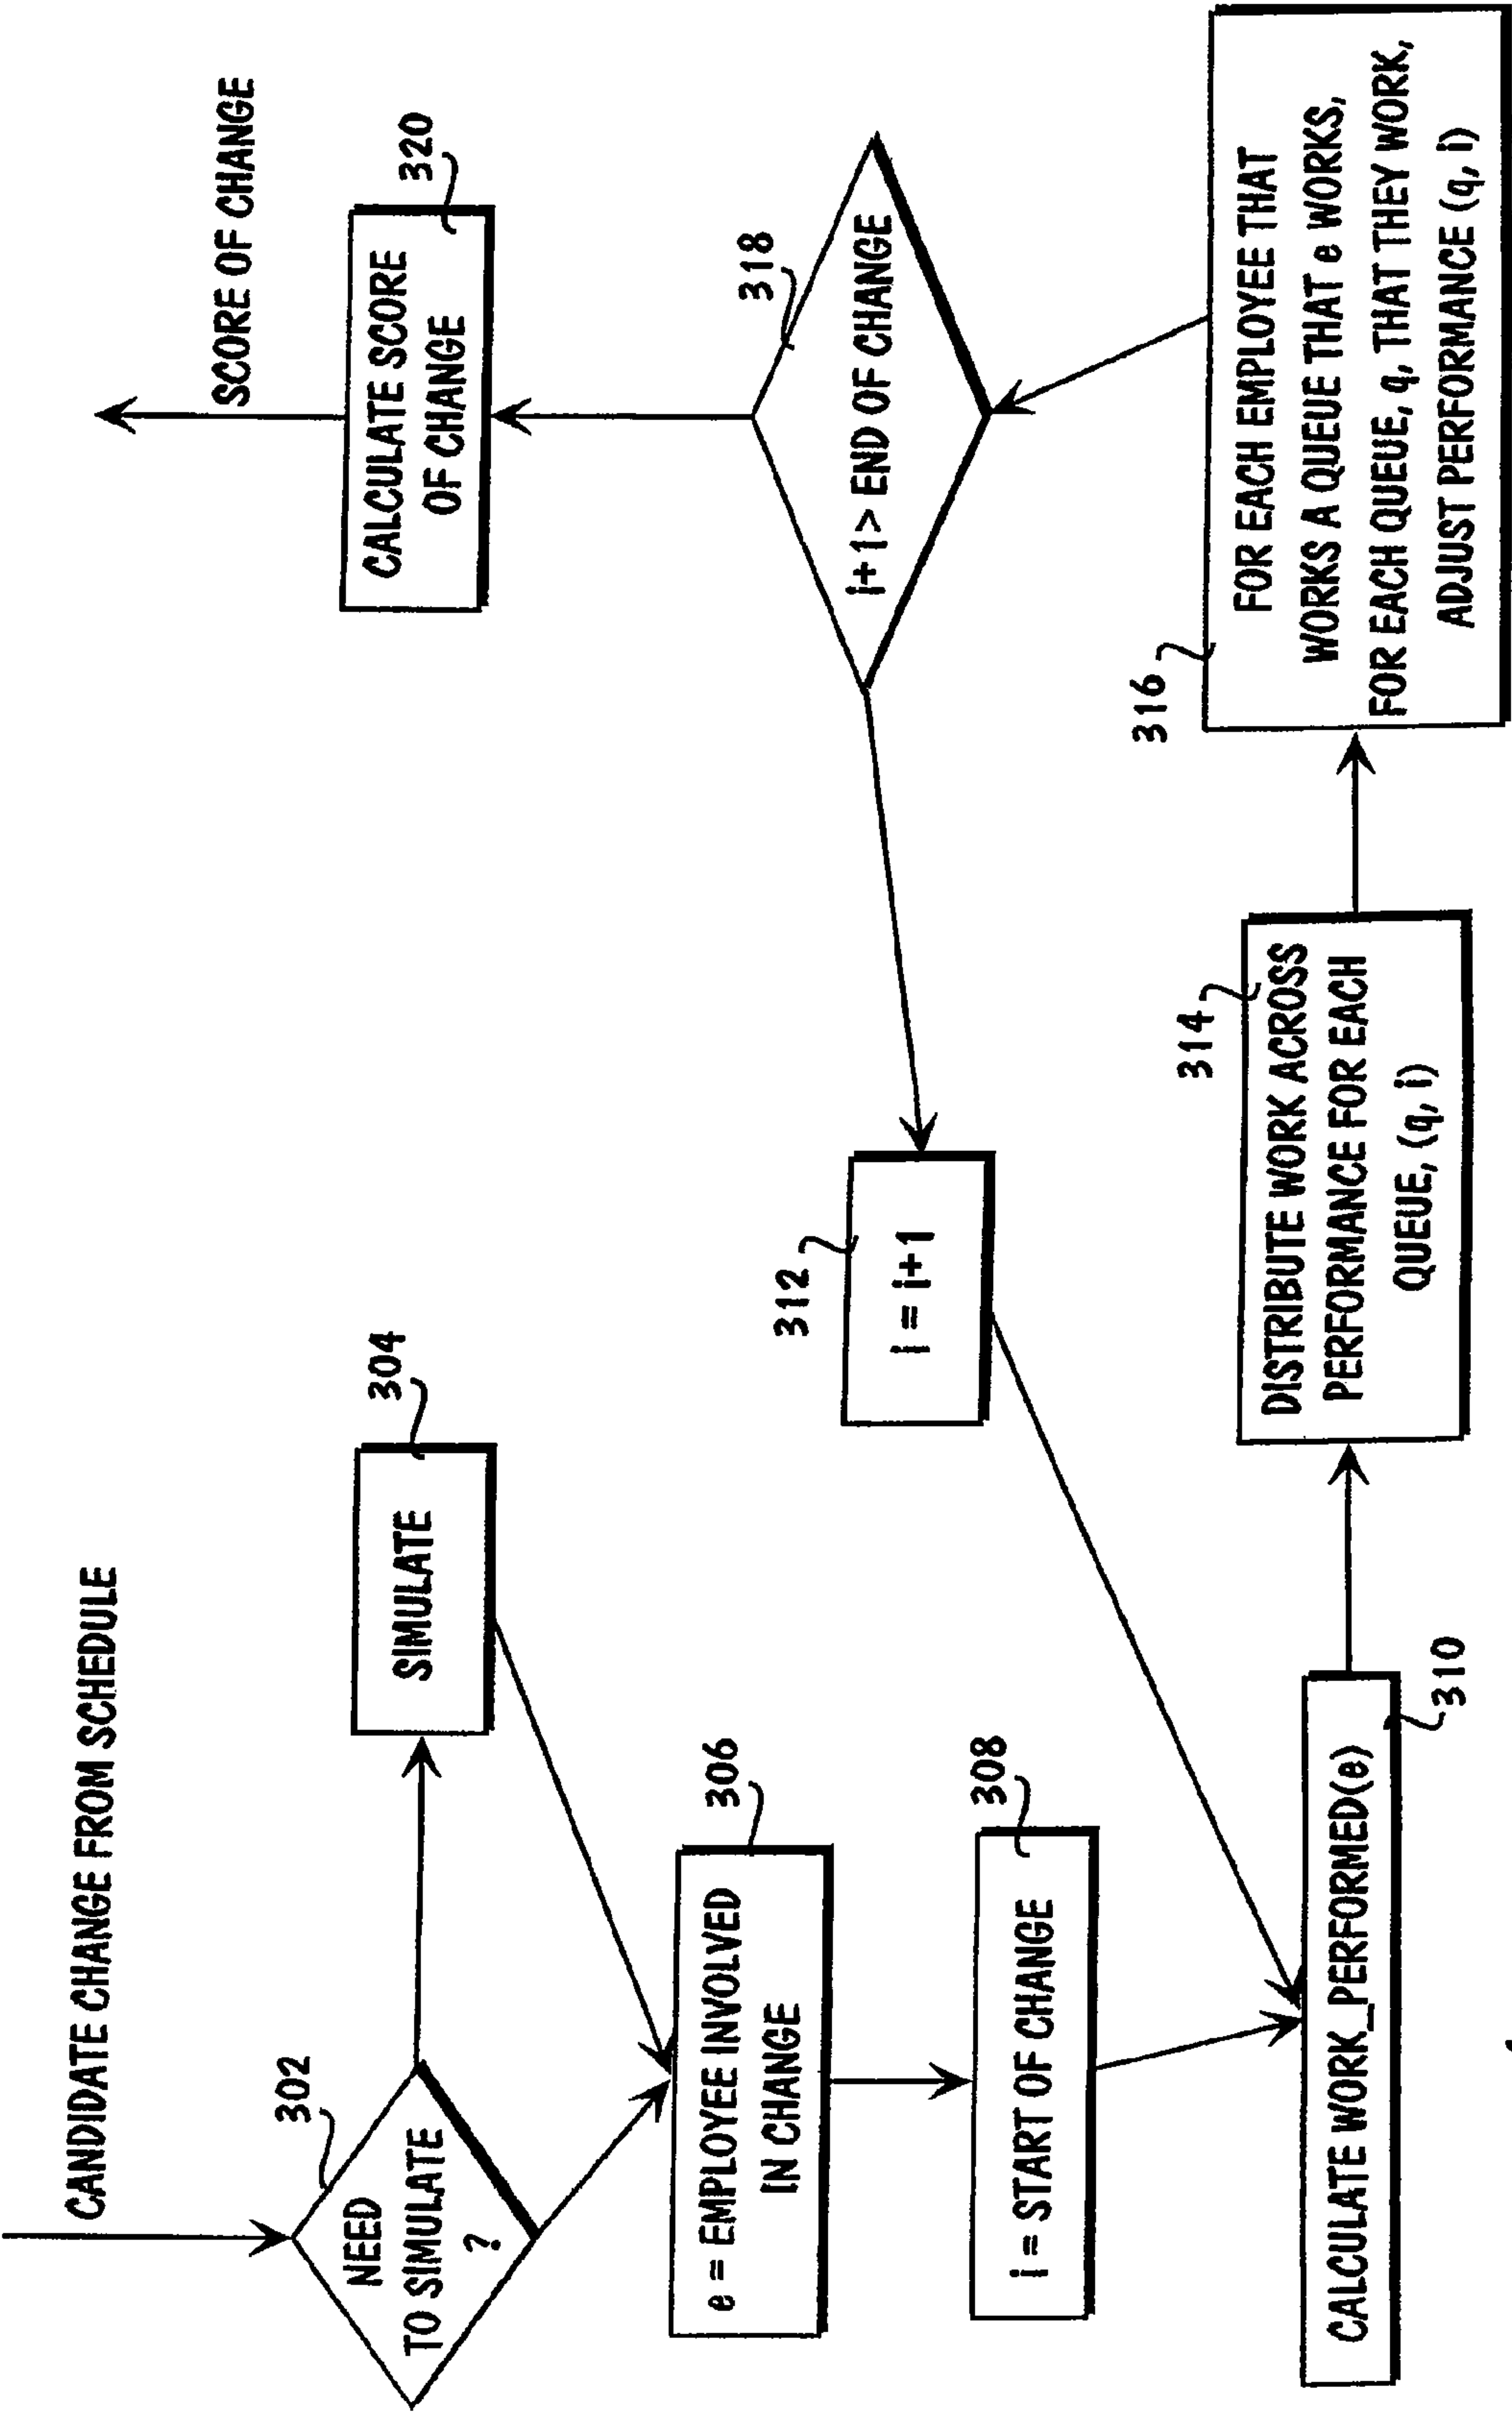 CANDIDATE CHANGE FROM SCHEDULE
302
NEED
TO SIMULATE
?
304
SIMULATE
306
e = EMPLOYEE INVOLVED
IN CHANGE
308
i = START OF CHANGE
CALCULATE WORK_PERFORMED(e)
310
312
i = i+1
314
DISTRIBUTE WORK ACROSS
PERFORMANCE FOR EACH
QUEUE, (q, i)
316
FOR EACH EMPLOYEE THAT
WORKS A QUEUE THAT e WORKS,
FOR EACH QUEUE, q, THAT THEY WORK,
ADJUST PERFORMANCE (q, i)
318
i+1 > END OF CHANGE
320
CALCULATE SCORE
OF CHANGE
SCORE OF CHANGE